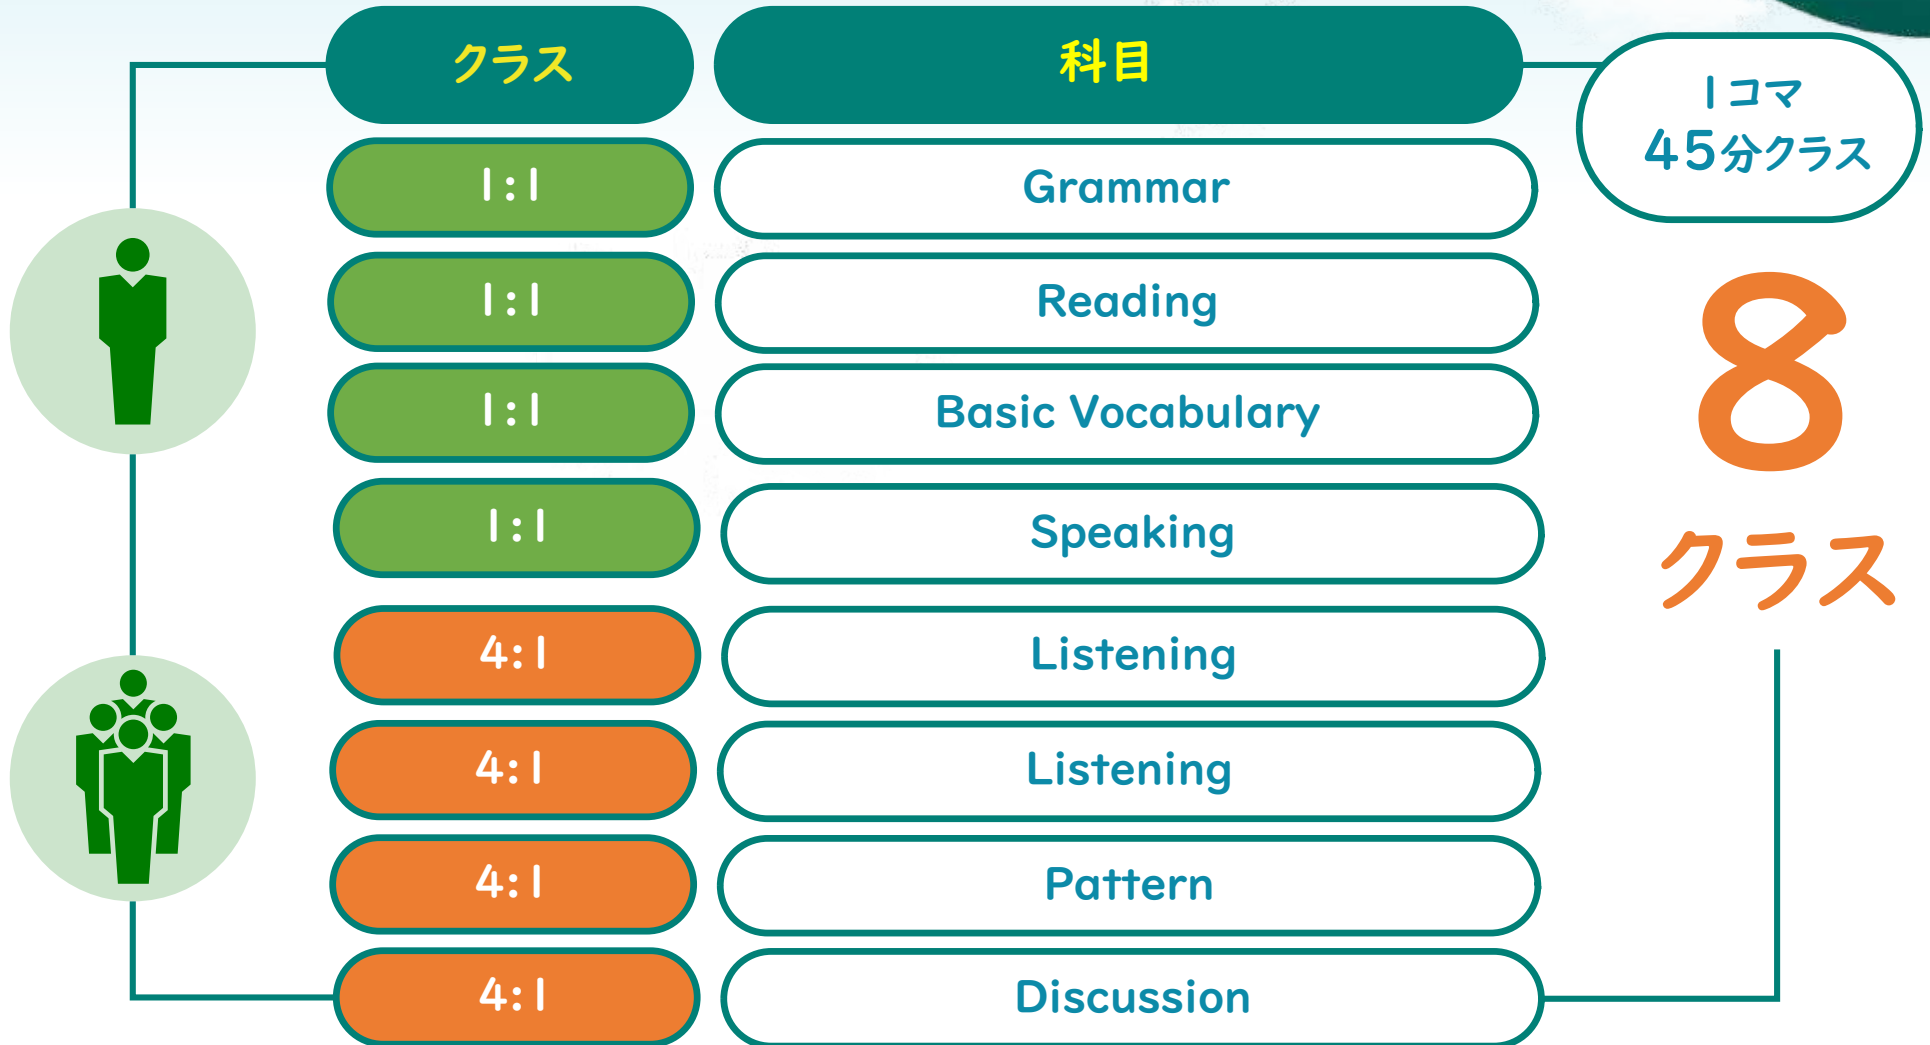 クラス 科目
1コマ
45分クラス
1:1 Grammar
1:1 Reading
1:1 Basic Vocabulary
1:1 Speaking
4:1 Listening
4:1 Listening
4:1 Pattern
4:1 Discussion
8
クラス